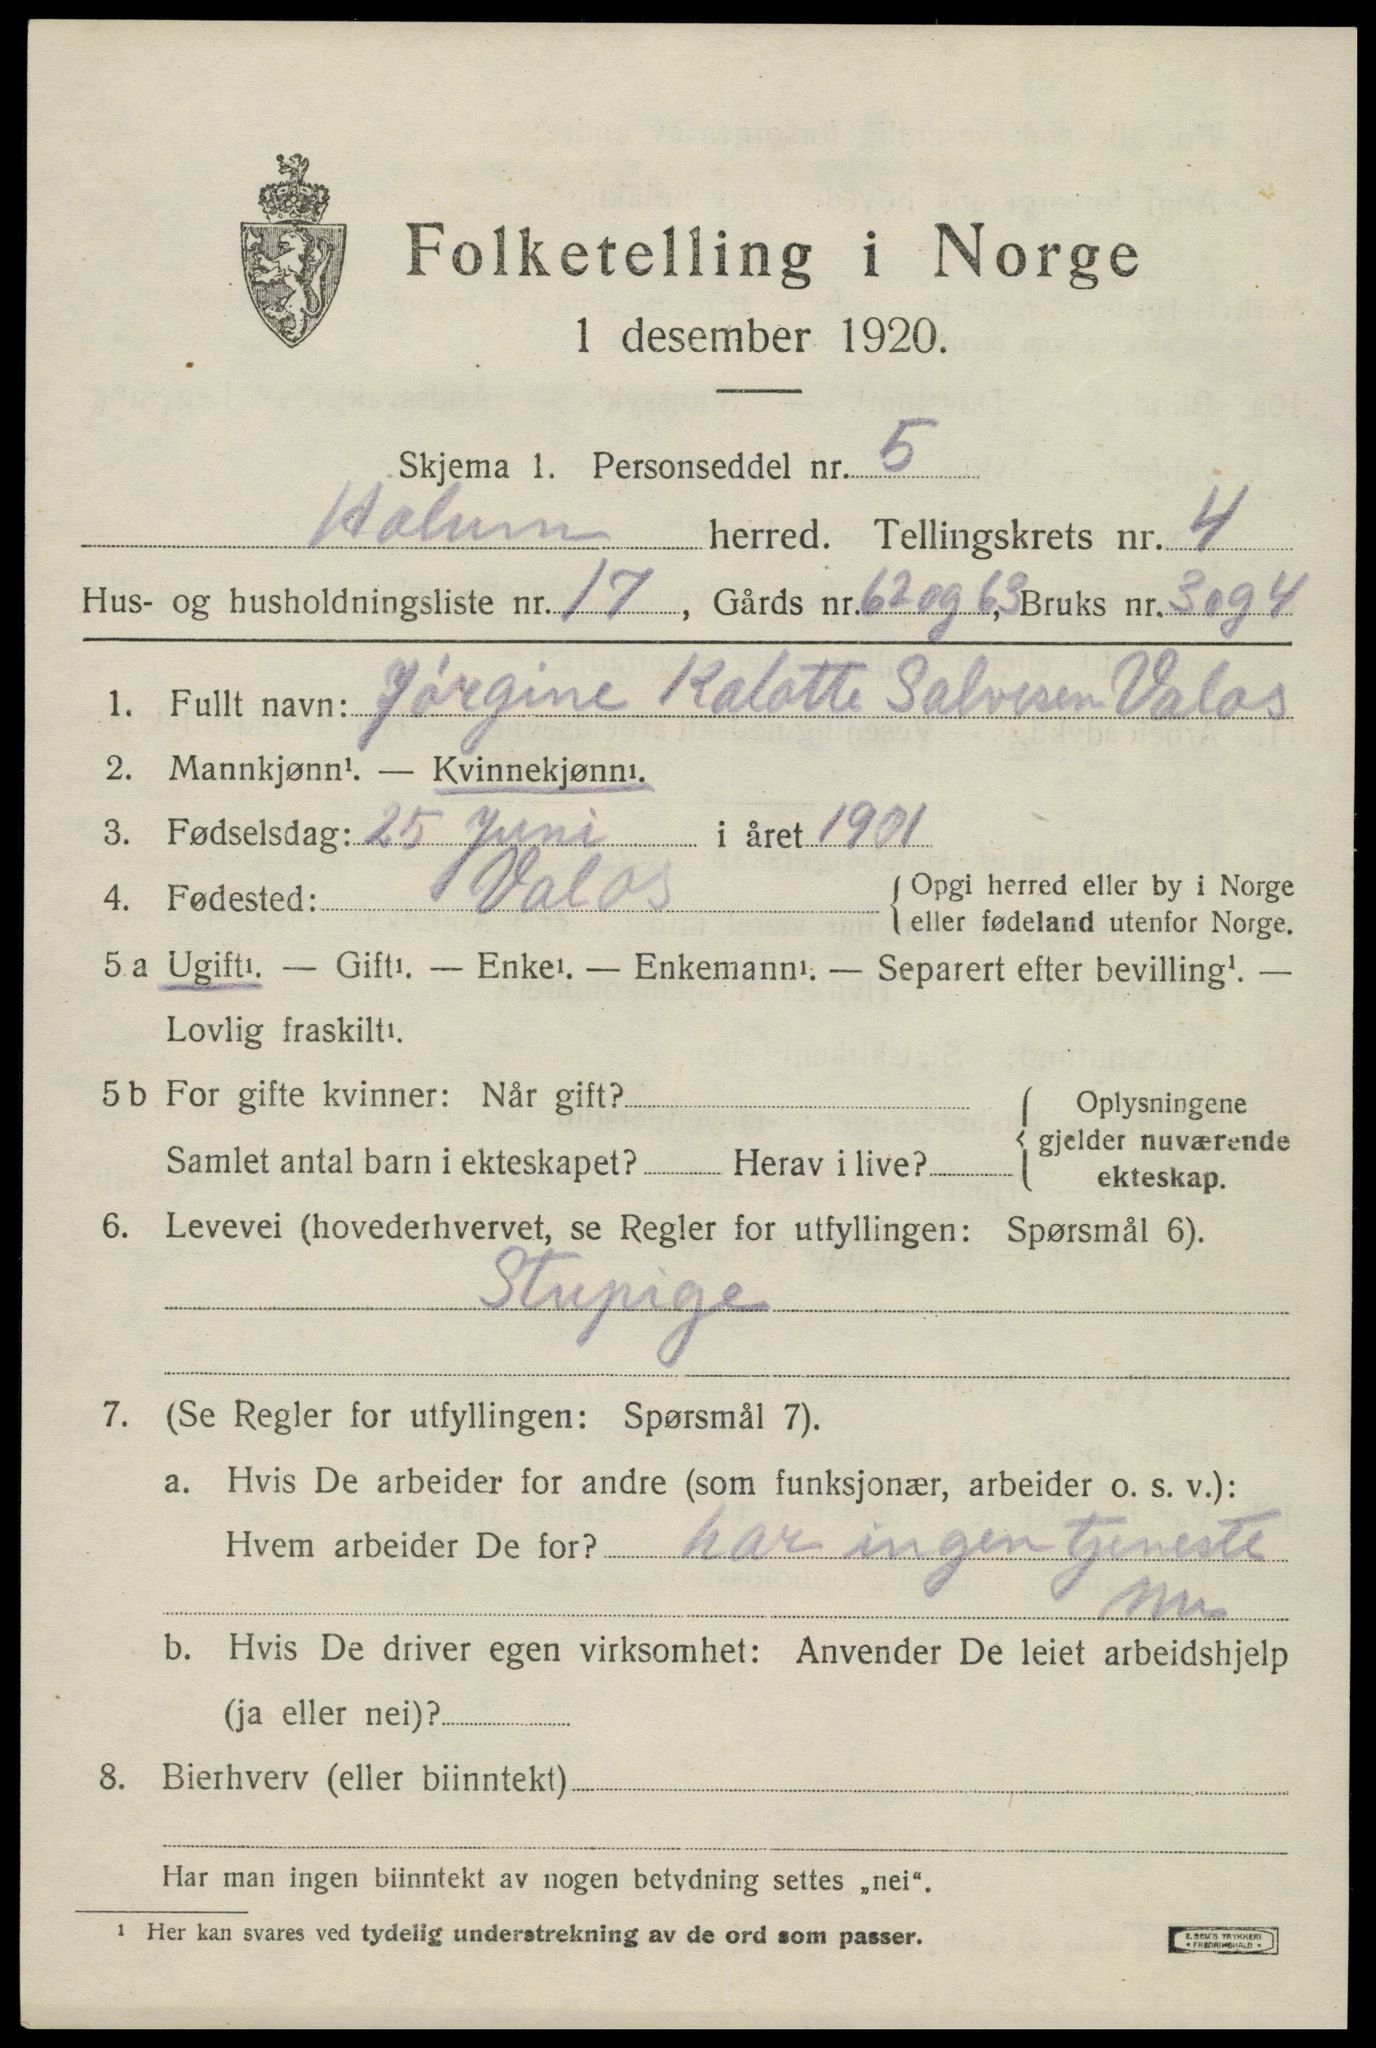 Folketelling i Norge
1 desember 1920.
Skjema 1. Personseddel nr. 5
Holum herred. Tellingskrets nr. 4
Hus- og husholdningsliste nr. 17, Gårds nr. 62 og 63, Bruks nr. 3 og 4
1. Fullt navn: Jørgine Kalotte Salvesen Valas
2. Mannkjønn¹. — Kvinnekjønn¹.
3. Fødselsdag: 25 Juni i året 1901
4. Fødested: Valas { Opgi herred eller by i Norge
eller fødeland utenfor Norge.
5 a Ugift¹. — Gift¹. — Enke¹. — Enkemann¹. — Separert efter bevilling¹. —
Lovlig fraskilt¹.
5 b For gifte kvinner: Når gift? { Oplysningene
gjelder nuværende
Samlet antal barn i ekteskapet? Herav i live? ekteskap.
6. Levevei (hovederhvervet, se Regler for utfyllingen: Spørsmål 6).
Stupige
7. (Se Regler for utfyllingen: Spørsmål 7).
a. Hvis De arbeider for andre (som funksjonær, arbeider o. s. v.):
Hvem arbeider De for? har ingen tjeneste
nu
b. Hvis De driver egen virksomhet: Anvender De leiet arbeidshjelp
(ja eller nei)?
8. Bierhverv (eller biinntekt)
Har man ingen biinntekt av nogen betydning settes „nei“.
¹ Her kan svares ved tydelig understrekning av de ord som passer.
E. SEM'S TRYKKERI
• FREDRIKSHALD •